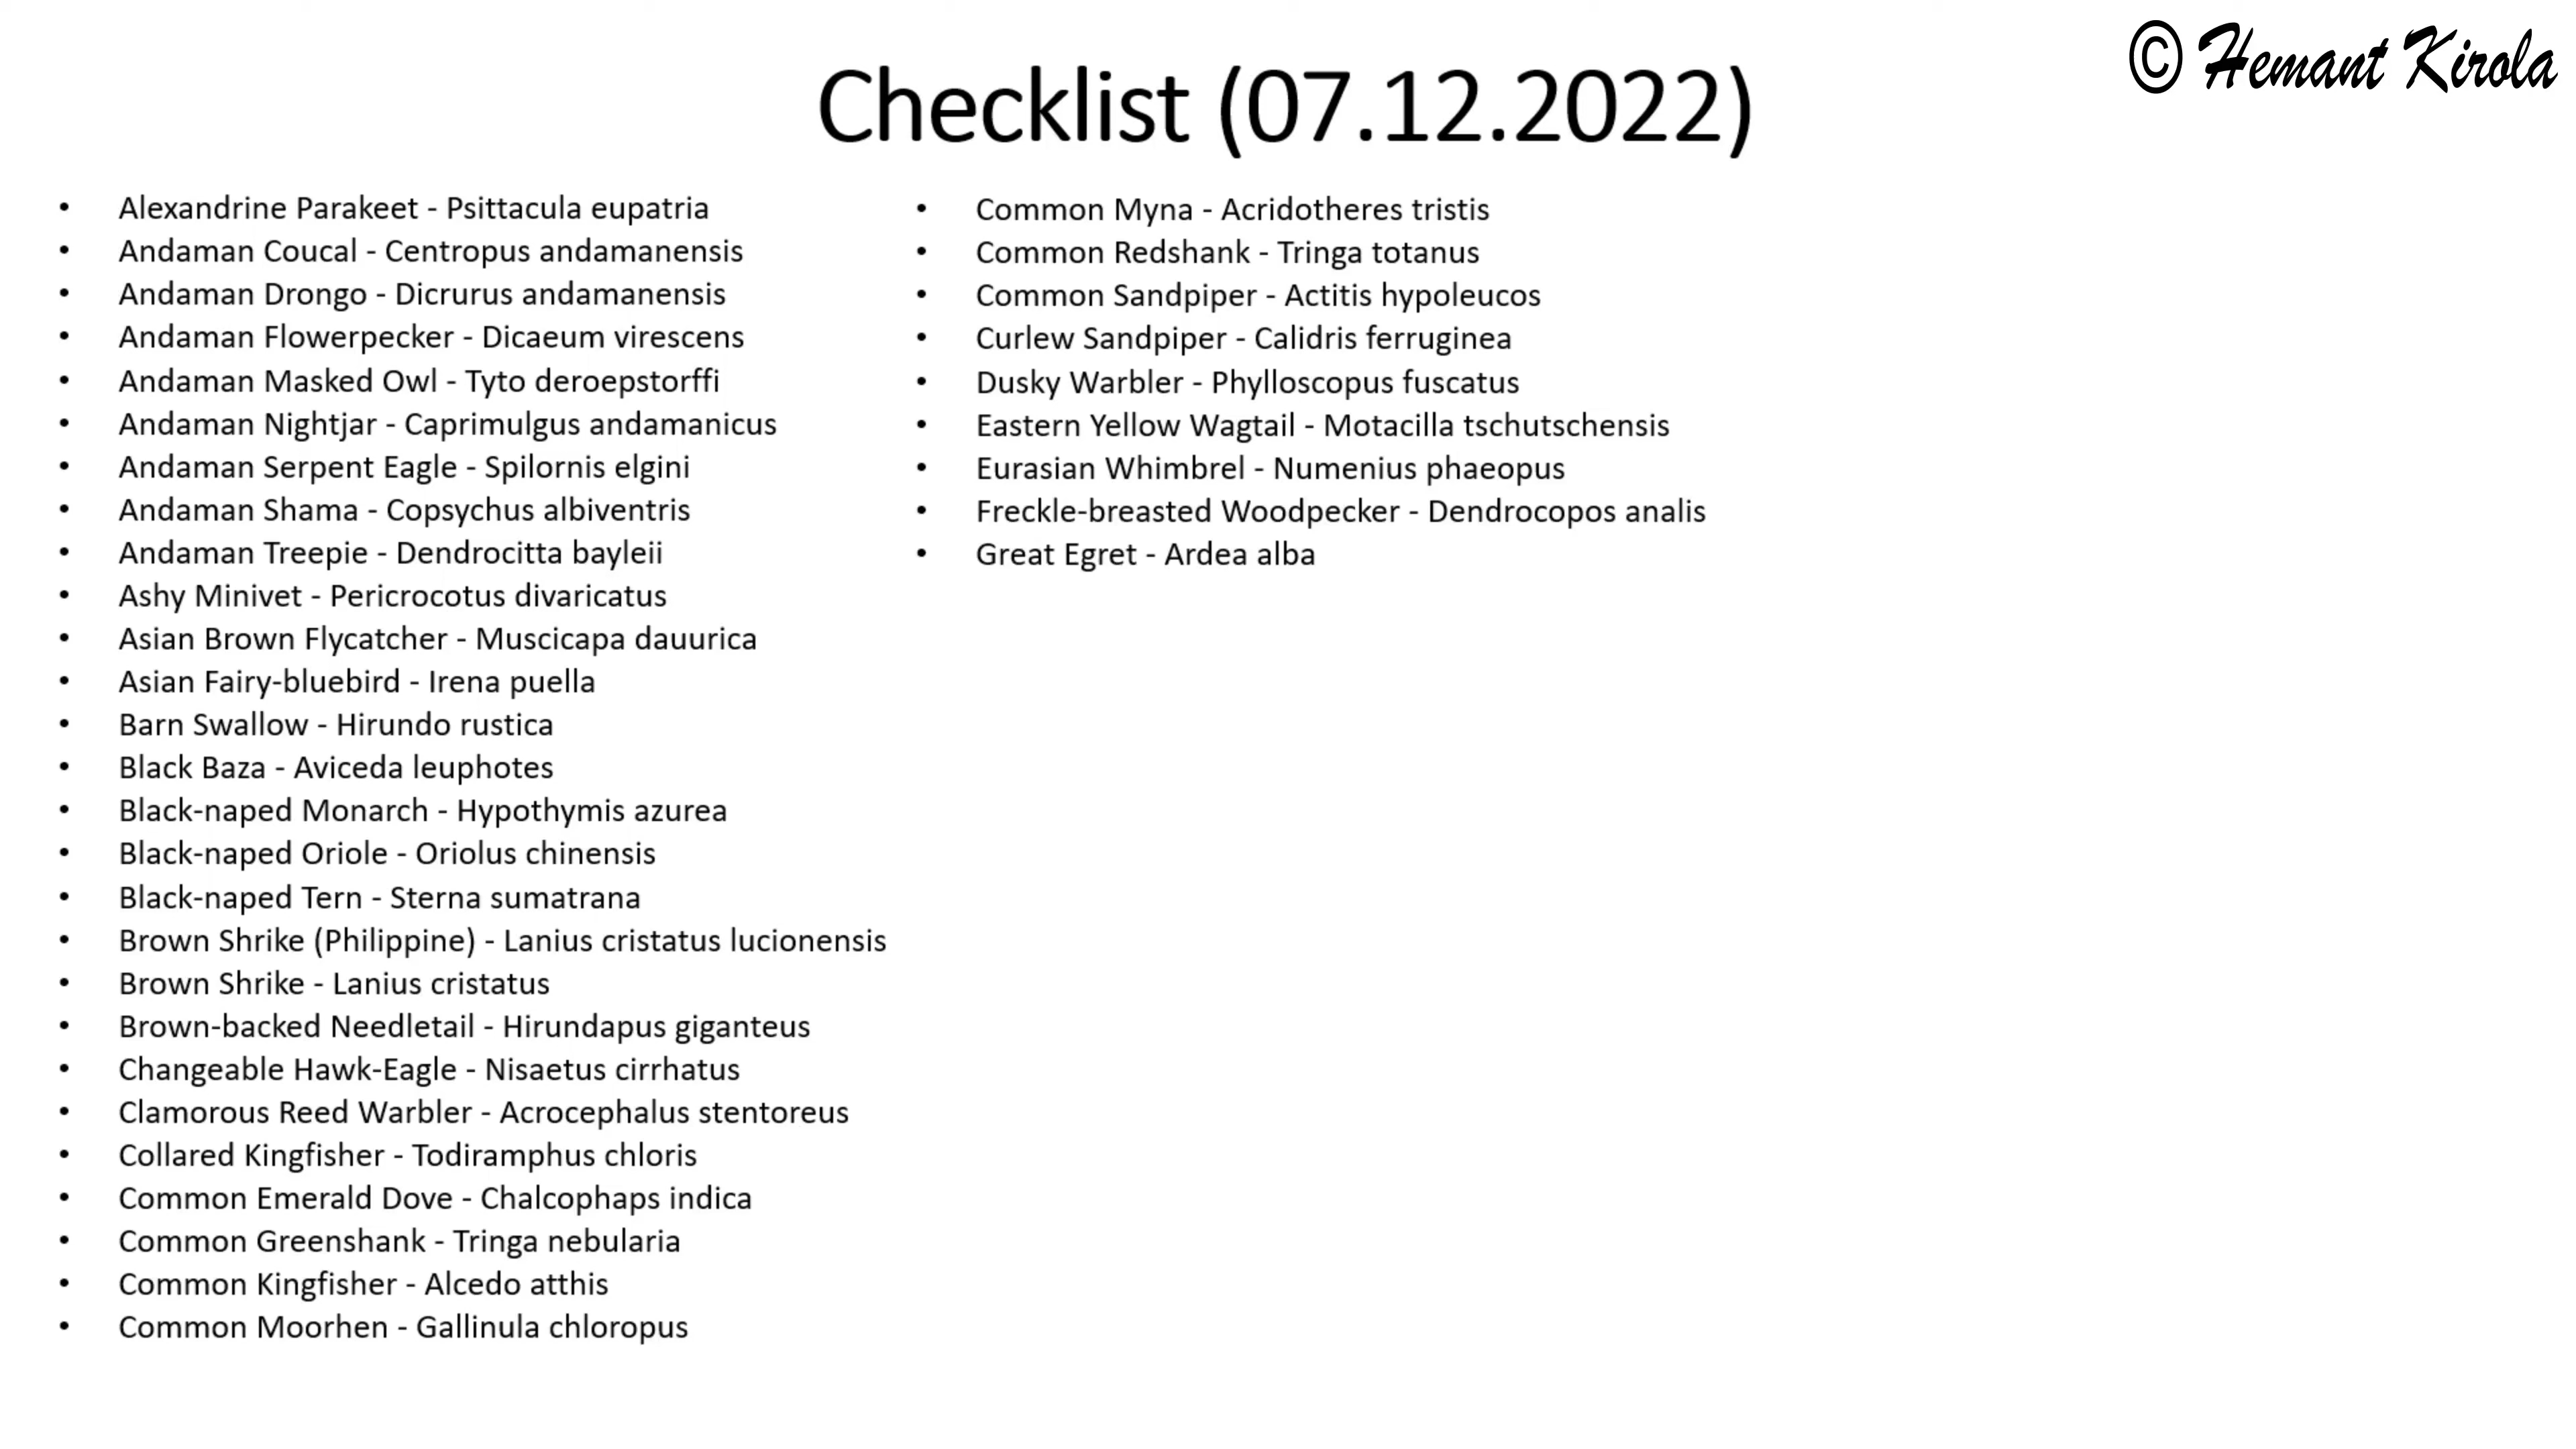 © Hemant Kirola
Checklist (07.12.2022)
• Alexandrine Parakeet - Psittacula eupatria
• Andaman Coucal - Centropus andamanensis
• Andaman Drongo - Dicrurus andamanensis
• Andaman Flowerpecker - Dicaeum virescens
• Andaman Masked Owl - Tyto deroepstorffi
• Andaman Nightjar - Caprimulgus andamanicus
• Andaman Serpent Eagle - Spilornis elgini
• Andaman Shama - Copsychus albiventris
• Andaman Treepie - Dendrocitta bayleii
• Ashy Minivet - Pericrocotus divaricatus
• Asian Brown Flycatcher - Muscicapa dauurica
• Asian Fairy-bluebird - Irena puella
• Barn Swallow - Hirundo rustica
• Black Baza - Aviceda leuphotes
• Black-naped Monarch - Hypothymis azurea
• Black-naped Oriole - Oriolus chinensis
• Black-naped Tern - Sterna sumatrana
• Brown Shrike (Philippine) - Lanius cristatus lucionensis
• Brown Shrike - Lanius cristatus
• Brown-backed Needletail - Hirundapus giganteus
• Changeable Hawk-Eagle - Nisaetus cirrhatus
• Clamorous Reed Warbler - Acrocephalus stentoreus
• Collared Kingfisher - Todiramphus chloris
• Common Emerald Dove - Chalcophaps indica
• Common Greenshank - Tringa nebularia
• Common Kingfisher - Alcedo atthis
• Common Moorhen - Gallinula chloropus
• Common Myna - Acridotheres tristis
• Common Redshank - Tringa totanus
• Common Sandpiper - Actitis hypoleucos
• Curlew Sandpiper - Calidris ferruginea
• Dusky Warbler - Phylloscopus fuscatus
• Eastern Yellow Wagtail - Motacilla tschutschensis
• Eurasian Whimbrel - Numenius phaeopus
• Freckle-breasted Woodpecker - Dendrocopos analis
• Great Egret - Ardea alba